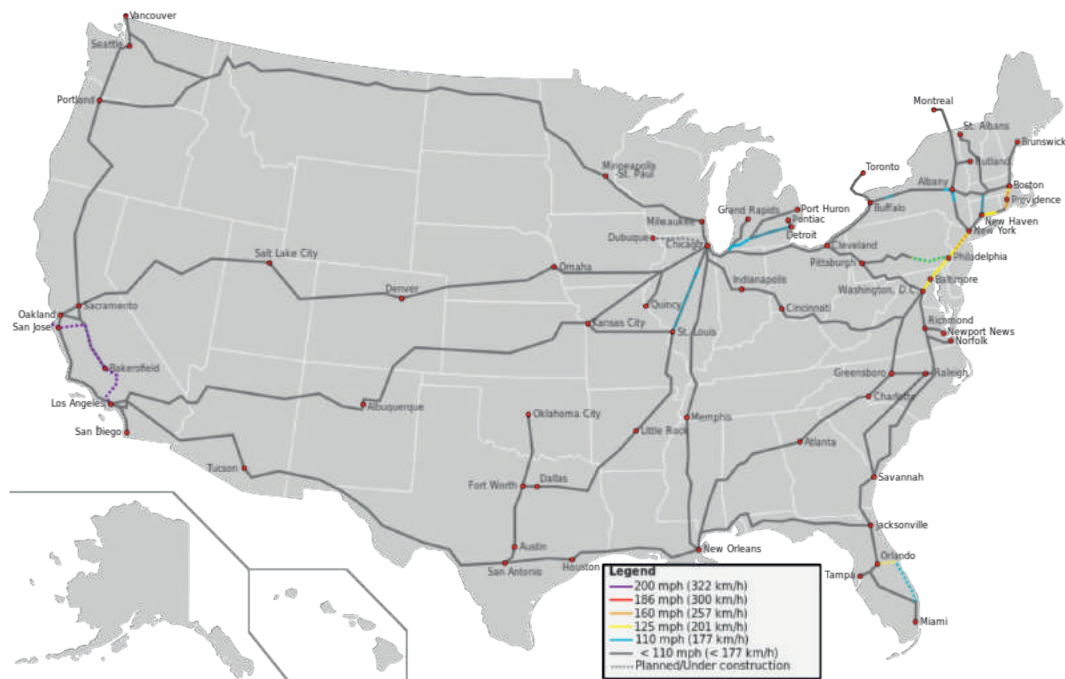 Vancouver
Seattle
Portland
Montreal
St. Albans
Brunswick
Rutland
Toronto
Albany
Boston
Providence
Minneapolis
-St. Paul
Buffalo
New Haven
New York
Grand Rapids
Port Huron
Pontiac
Detroit
Milwaukee
Dubuque
Chicago
Cleveland
Pittsburgh
Philadelphia
Baltimore
Washington, D.C.
Salt Lake City
Omaha
Denver
Indianapolis
Cincinnati
Quincy
Sacramento
Oakland
San Jose
Kansas City
St. Louis
Richmond
Newport News
Norfolk
Bakersfield
Greensboro
Raleigh
Los Angeles
Albuquerque
Charlotte
Oklahoma City
Memphis
San Diego
Little Rock
Atlanta
Tucson
Fort Worth
Dallas
Savannah
Jacksonville
Austin
New Orleans
San Antonio
Houston
Orlando
Tampa
Miami
Legend
200 mph (322 km/h)
186 mph (300 km/h)
160 mph (257 km/h)
125 mph (201 km/h)
110 mph (177 km/h)
< 110 mph (< 177 km/h)
Planned/Under construction